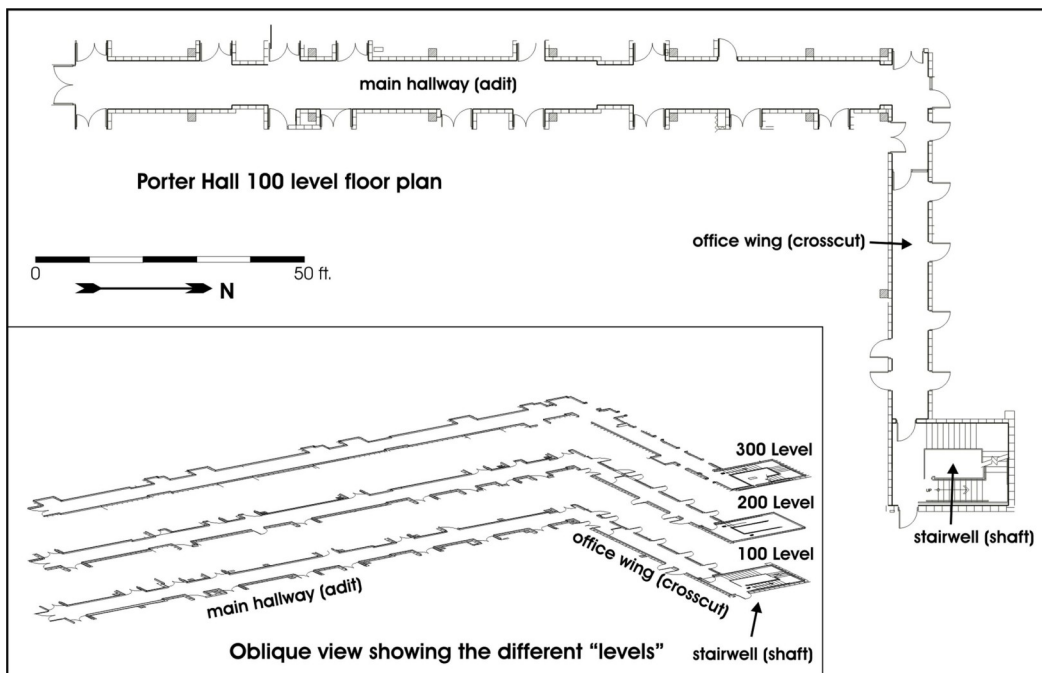 main hallway (adit)
Porter Hall 100 level floor plan
office wing (crosscut)
0
50 ft.
N
UP
stairwell (shaft)
300 Level
200 Level
100 Level
office wing (crosscut)
main hallway (adit)
Oblique view showing the different “levels”
stairwell (shaft)